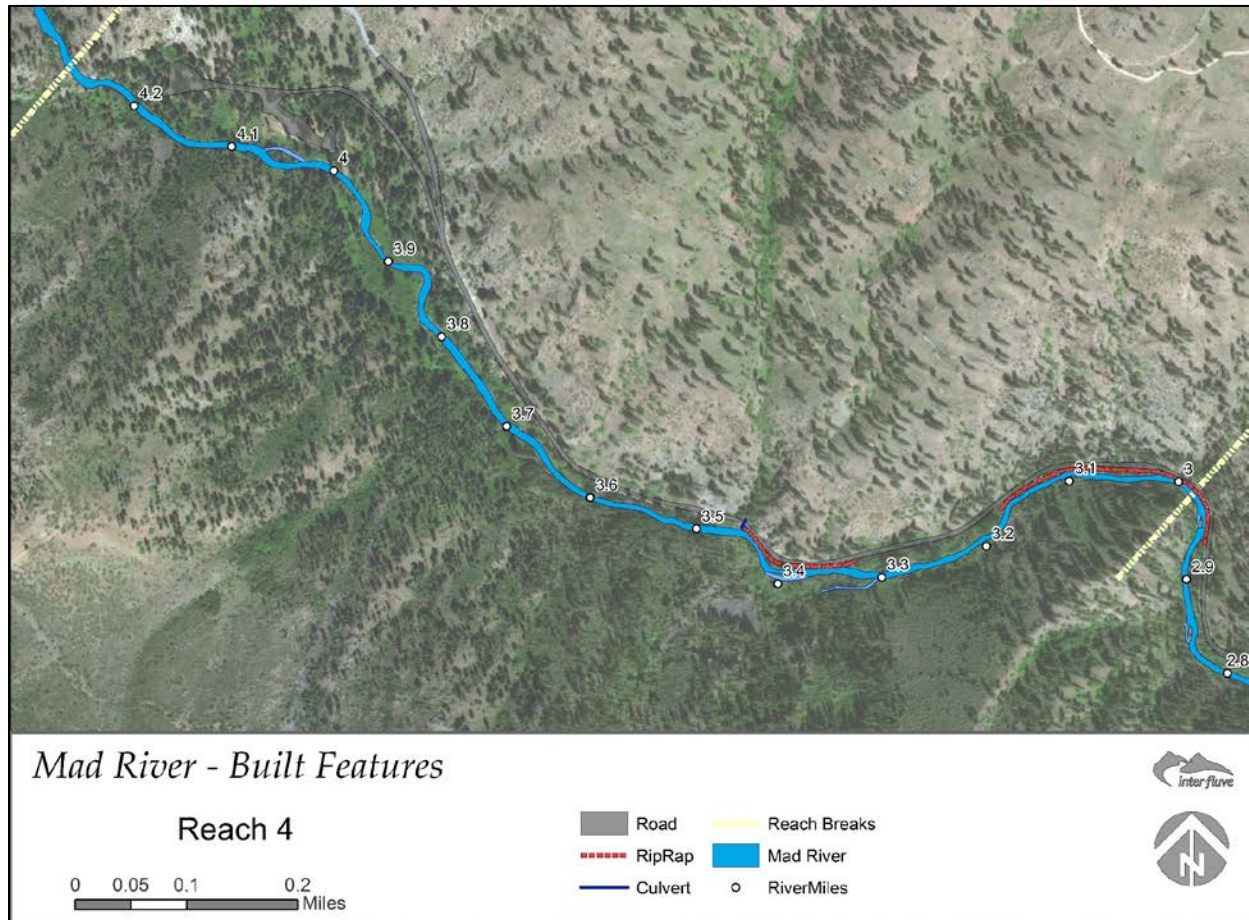 4.2
4.1
4
3.9
3.8
3.7
3.6
3.5
3.4
3.3
3.2
3.1
3
2.9
2.8
Mad River - Built Features
Reach 4
0 0.05 0.1 0.2
Miles
Road
RipRap
Culvert
Reach Breaks
Mad River
RiverMiles
inter fluve
N